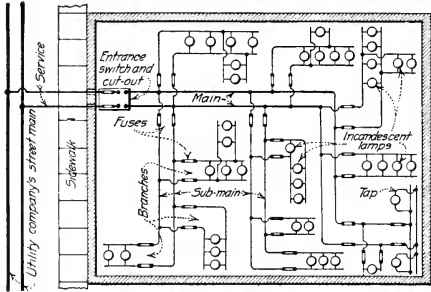 Utility company's street main
Service
Sidewalk
Entrance
switch and
cut-out
Main
Fuses
Branches
Sub-main
Incandescent
lamps
Tap